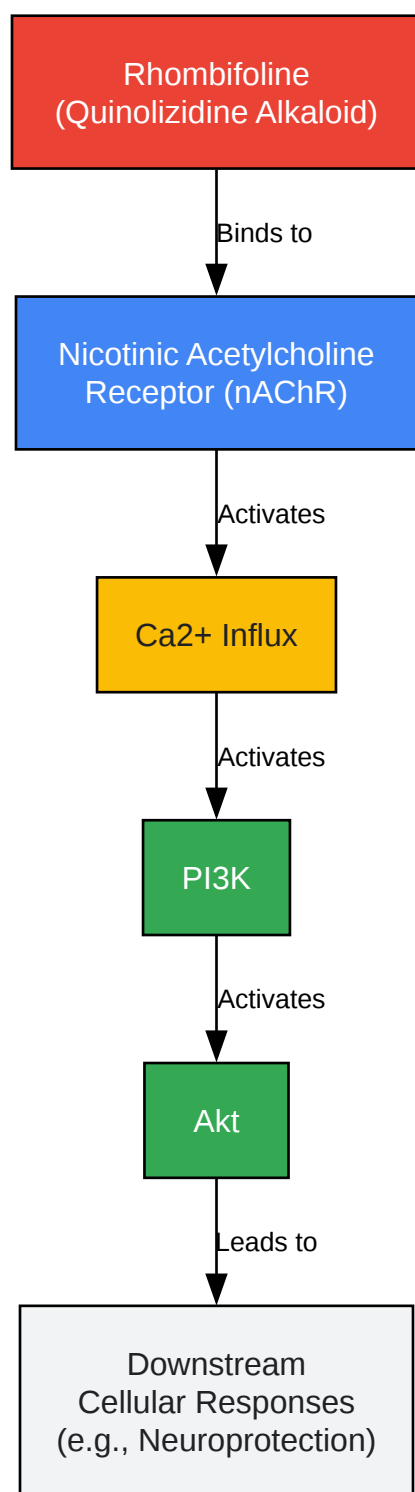 Rhombifoline
(Quinolizidine Alkaloid)
Binds to
Nicotinic Acetylcholine
Receptor (nAChR)
Activates
Ca2+ Influx
Activates
PI3K
Activates
Akt
Leads to
Downstream
Cellular Responses
(e.g., Neuroprotection)